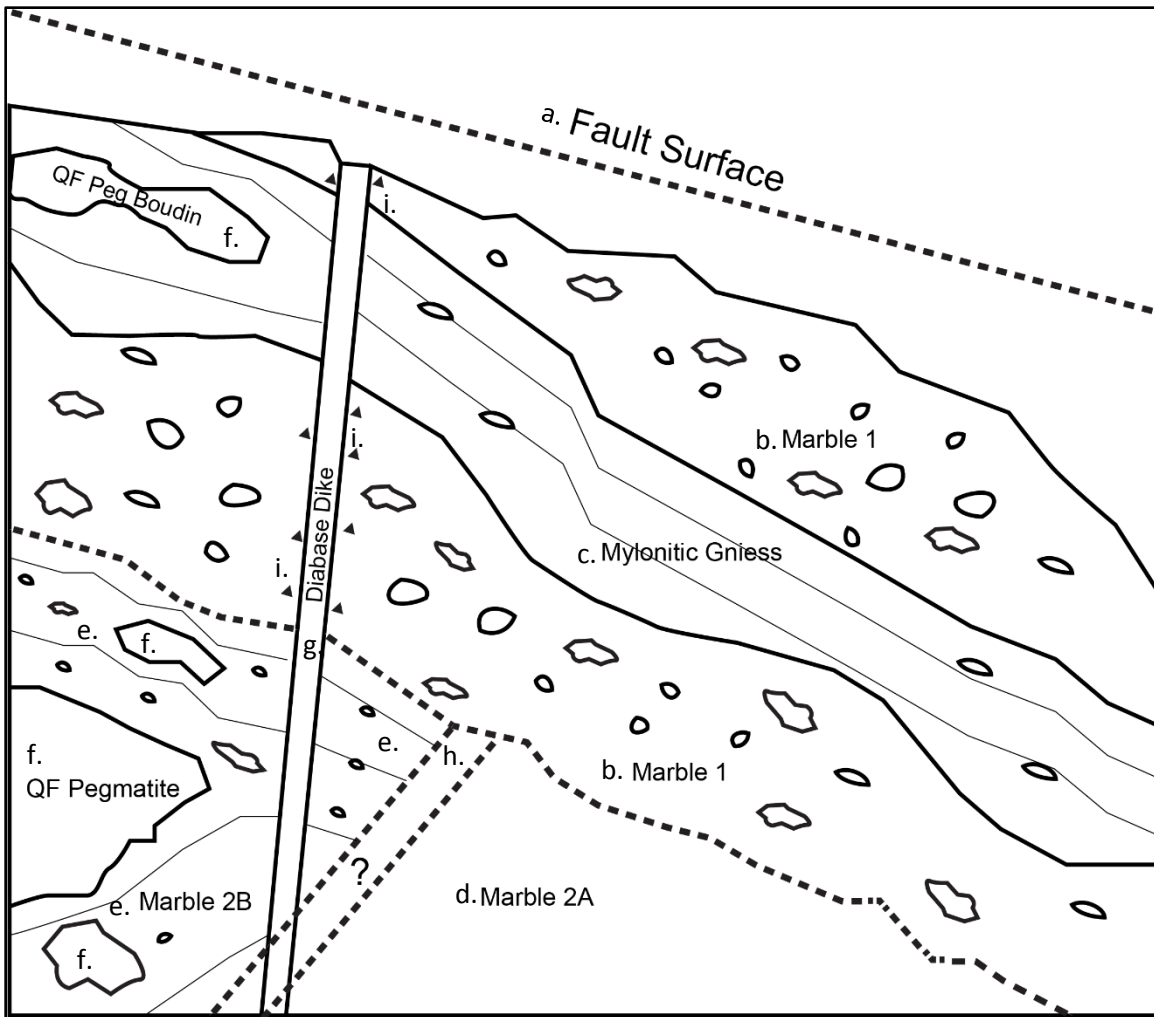 a. Fault Surface
QF Peg Boudin
f.
i.
b. Marble 1
i.
Diabase Dike
c. Mylonitic Gniess
i.
e.
f.
g.
e.
h.
b. Marble 1
f.
QF Pegmatite
?
e. Marble 2B
d. Marble 2A
f.